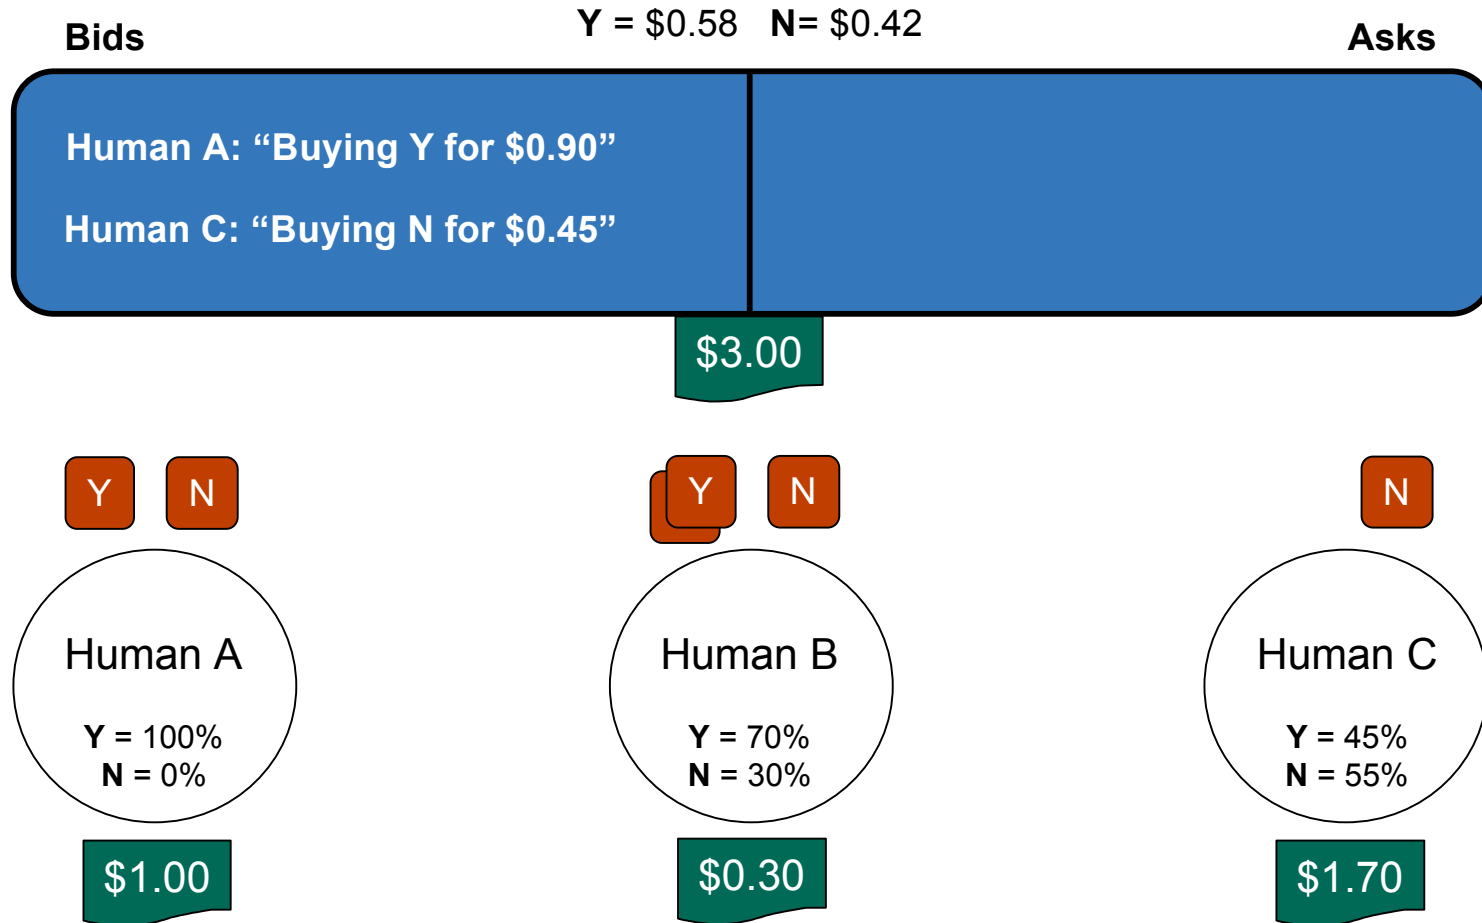 Bids
Y = $0.58 N= $0.42
Asks
Human A: “Buying Y for $0.90”
Human C: “Buying N for $0.45”
$3.00
Y
N
Y
N
N
Human A
Y = 100%
N = 0%
Human B
Y = 70%
N = 30%
Human C
Y = 45%
N = 55%
$1.00
$0.30
$1.70